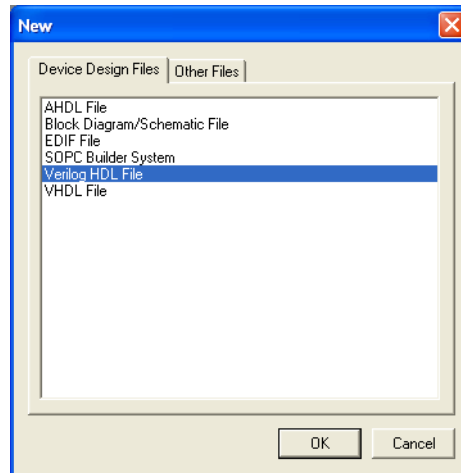 New
Device Design Files
Other Files
AHDL File
Block Diagram/Schematic File
EDIF File
SOPC Builder System
Verilog HDL File
VHDL File
OK
Cancel